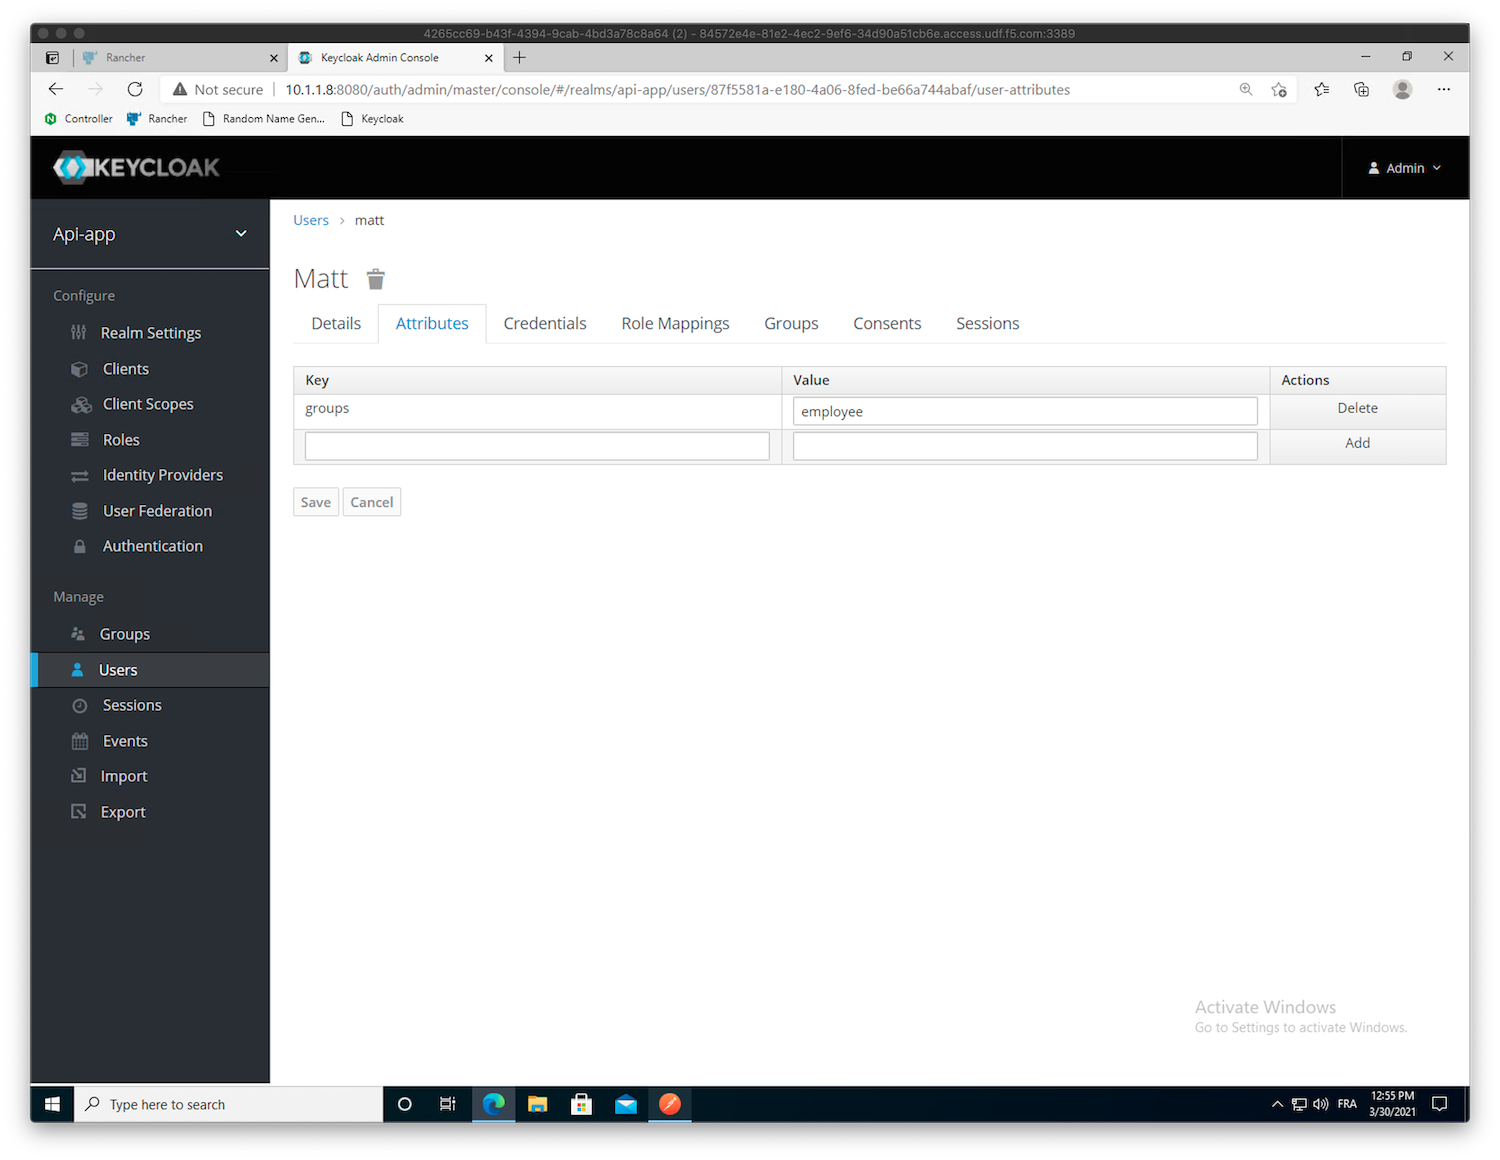 4265cc69-b43f-4394-9cab-4bd3a78c8a64 (2) - 84572e4e-81e2-4ec2-9ef6-34d90a51cb6e.access.udf.f5.com:3389
Rancher
Keycloak Admin Console
Not secure
10.1.1.8:8080/auth/admin/master/console/#/realms/api-app/users/87f5581a-e180-4a06-8fed-be66a744abaf/user-attributes
Controller
Rancher
Random Name Gen...
Keycloak
KEYCLOAK
Admin
Api-app
Users > matt
Matt
Configure
Realm Settings
Clients
Client Scopes
Roles
Identity Providers
User Federation
Authentication
Manage
Groups
Users
Sessions
Events
Import
Export
Details
Attributes
Credentials
Role Mappings
Groups
Consents
Sessions
Key
Value
Actions
groups
employee
Delete
Add
Save
Cancel
Activate Windows
Go to Settings to activate Windows.
Type here to search
FRA
12:55 PM
3/30/2021